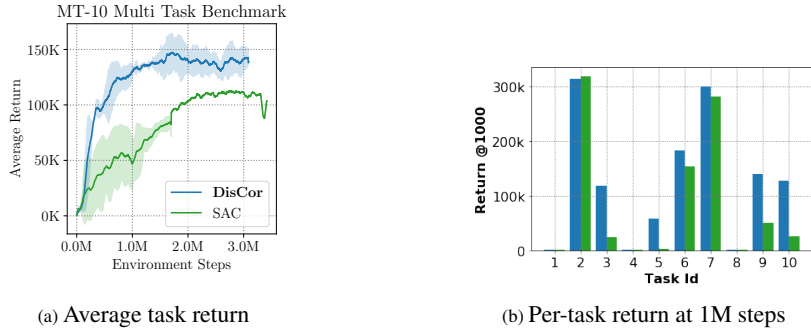 MT-10 Multi Task Benchmark
150K
100K
50K
0K
Average Return
DisCor
SAC
0.0M 1.0M 2.0M 3.0M
Environment Steps
(a) Average task return
300k
200k
100k
0
Return @1000
1 2 3 4 5 6 7 8 9 10
Task Id
(b) Per-task return at 1M steps